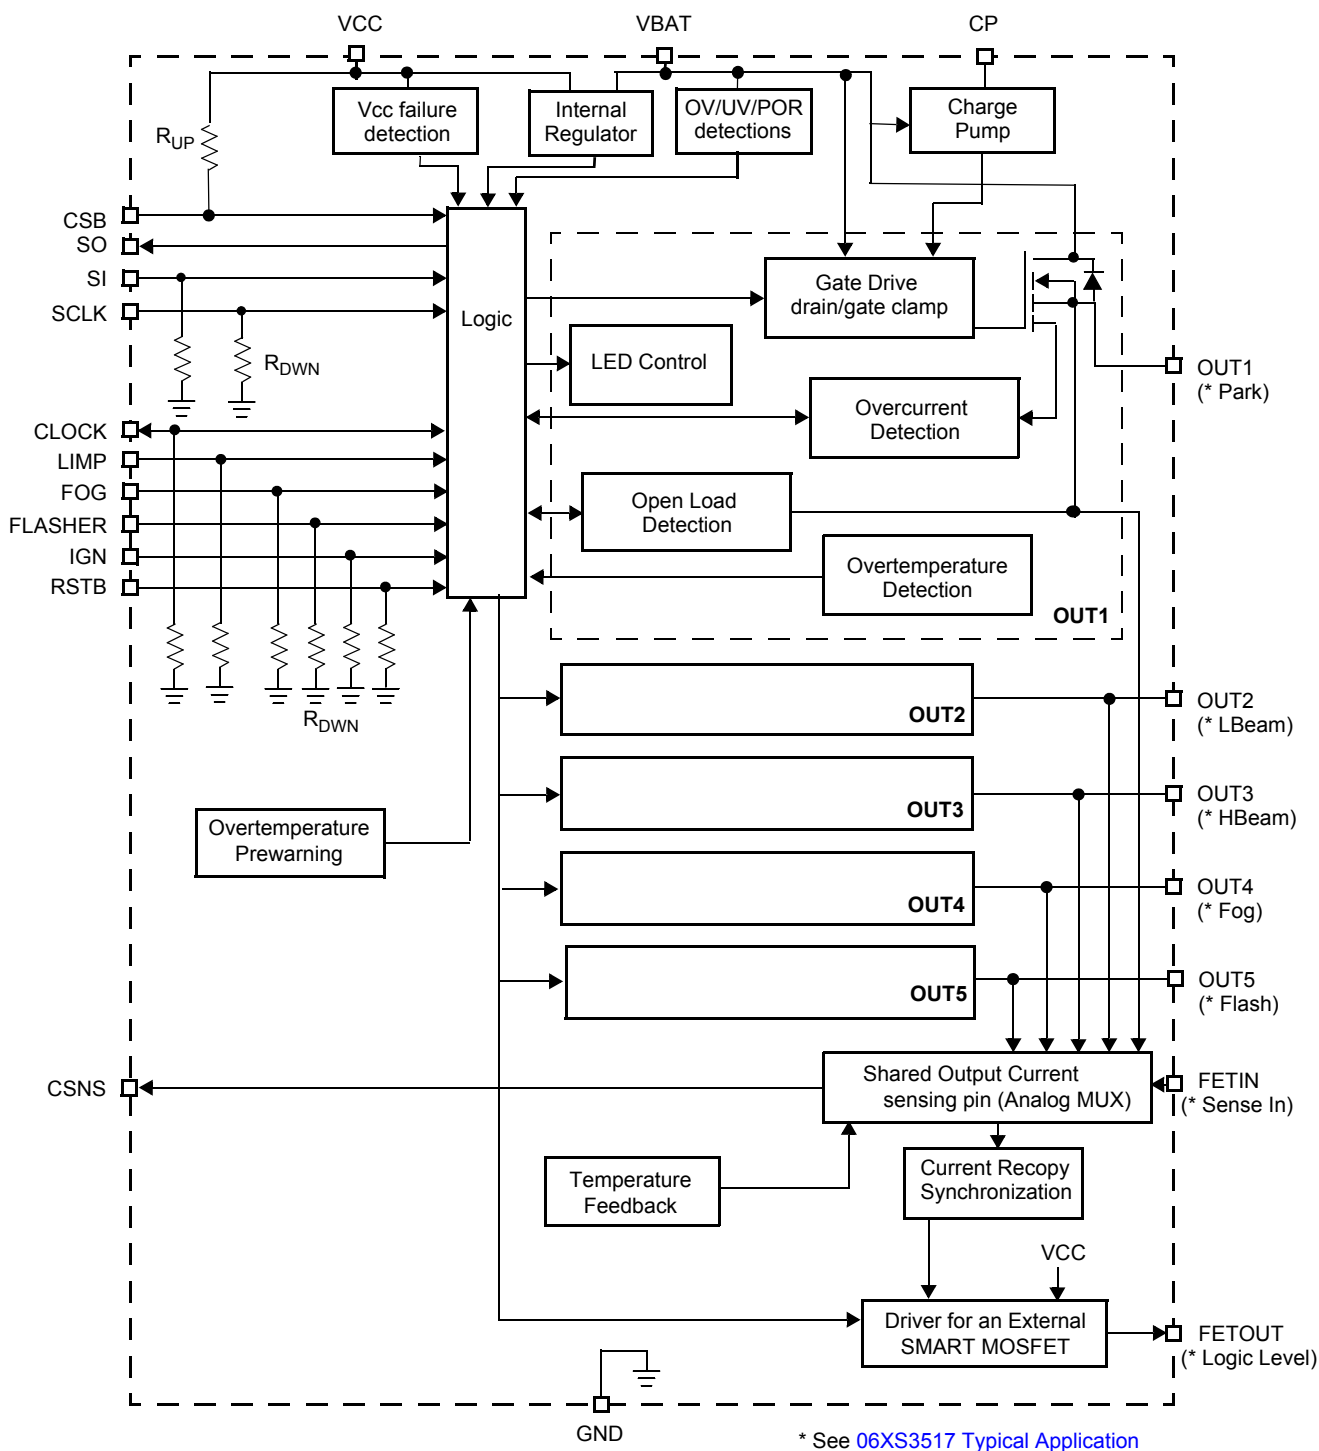 VCC
VBAT
CP
Vcc failure
detection
Internal
Regulator
OV/UV/POR
detections
Charge
Pump
RUP
CSB
SO
SI
SCLK
RDWN
Logic
Gate Drive
drain/gate clamp
LED Control
OUT1
(* Park)
Overcurrent
Detection
CLOCK
LIMP
FOG
FLASHER
IGN
RSTB
Open Load
Detection
Overtemperature
Detection
OUT1
RDWN
OUT2
OUT2
(* LBeam)
OUT3
OUT3
(* HBeam)
Overtemperature
Prewarning
OUT4
OUT4
(* Fog)
OUT5
OUT5
(* Flash)
CSNS
Shared Output Current
sensing pin (Analog MUX)
FETIN
(* Sense In)
Temperature
Feedback
Current Recopy
Synchronization
VCC
Driver for an External
SMART MOSFET
FETOUT
(* Logic Level)
GND
* See 06XS3517 Typical Application